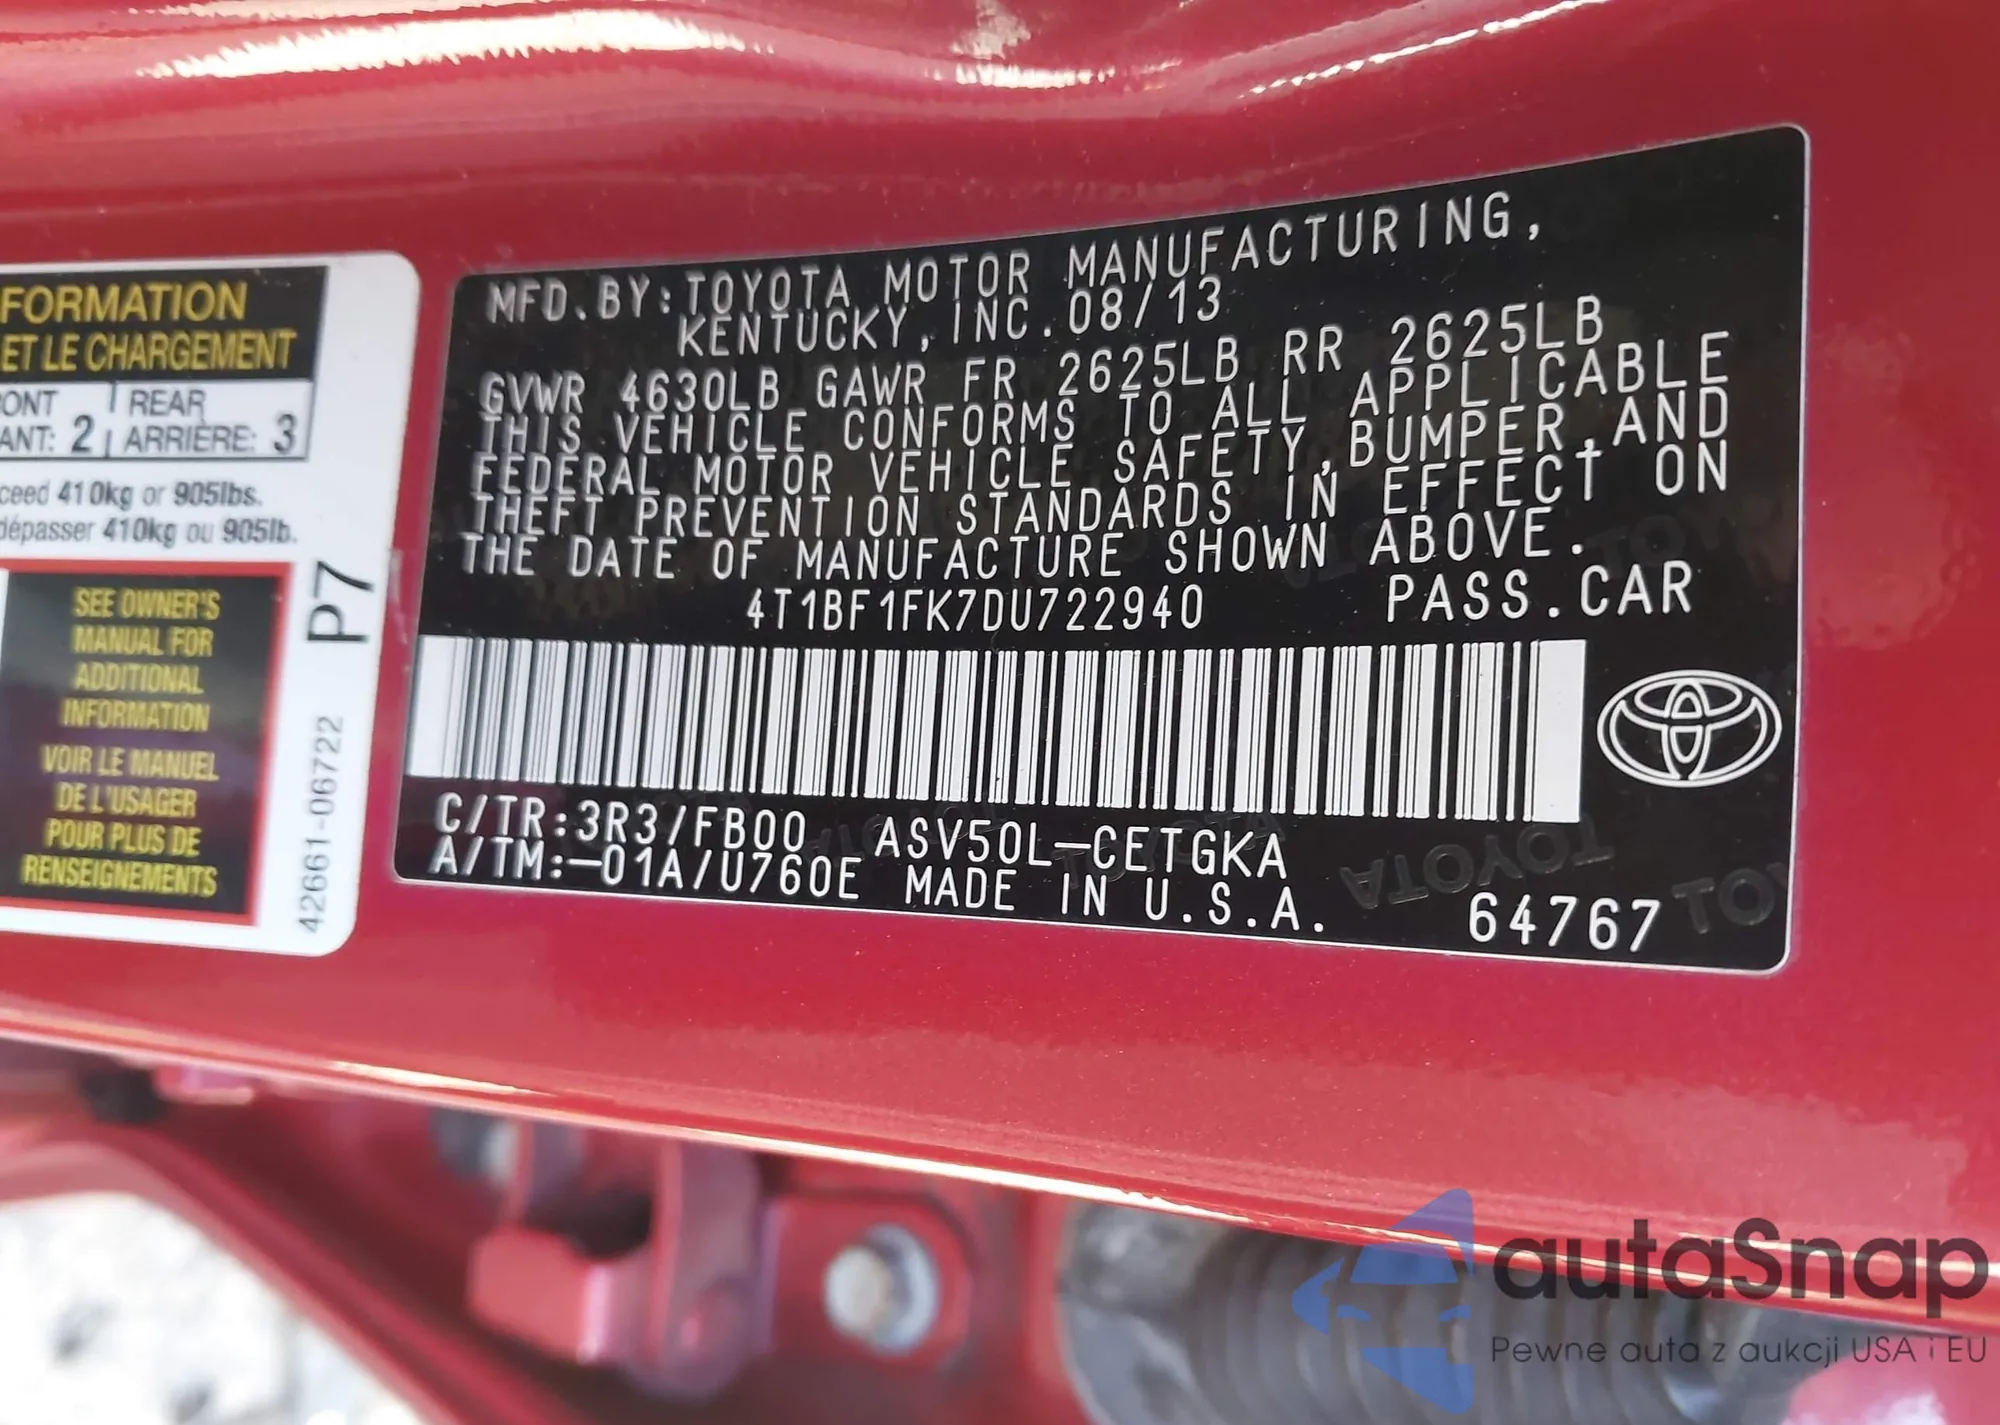 FORMATION
ET LE CHARGEMENT
ONT 2 REAR 3
ANT: ARRIÈRE:
ceed 410kg or 905lbs.
dépasser 410kg ou 905lb.
SEE OWNER'S
MANUAL FOR
ADDITIONAL
INFORMATION
VOIR LE MANUEL
DE L'USAGER
POUR PLUS DE
RENSEIGNEMENTS
P7
42661-06722
MFD.BY:TOYOTA MOTOR MANUFACTURING,
KENTUCKY,INC.08/13
GVWR 4630LB GAWR FR 2625LB RR 2625LB
THIS VEHICLE CONFORMS TO ALL APPLICABLE
FEDERAL MOTOR VEHICLE SAFETY,BUMPER,AND
THEFT PREVENTION STANDARDS IN EFFECT ON
THE DATE OF MANUFACTURE SHOWN ABOVE.
4T1BF1FK7DU722940 PASS.CAR
C/TR:3R3/FB00 ASV50L-CETGKA
A/TM:-01A/U760E MADE IN U.S.A.
64767
autaSnap
Pewne auta z aukcji USA i EU